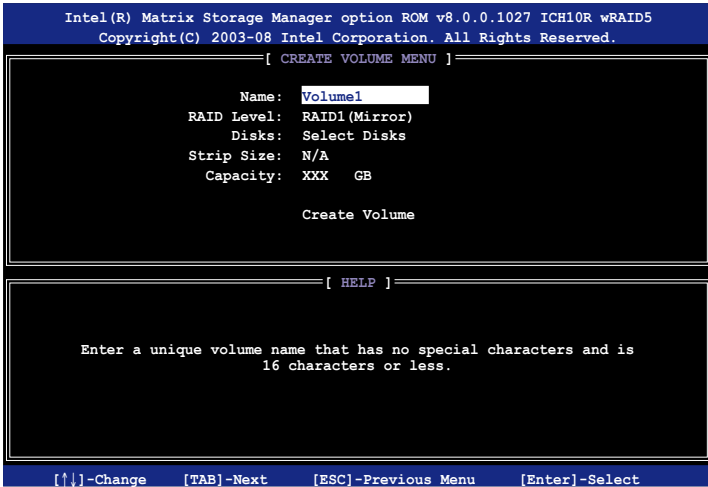 Intel(R) Matrix Storage Manager option ROM v8.0.0.1027 ICH10R wRAID5
Copyright(C) 2003-08 Intel Corporation. All Rights Reserved.
[ CREATE VOLUME MENU ]
Name: Volume1
RAID Level: RAID1(Mirror)
Disks: Select Disks
Strip Size: N/A
Capacity: XXX GB
Create Volume
[ HELP ]
Enter a unique volume name that has no special characters and is
16 characters or less.
[↑↓]-Change [TAB]-Next [ESC]-Previous Menu [Enter]-Select